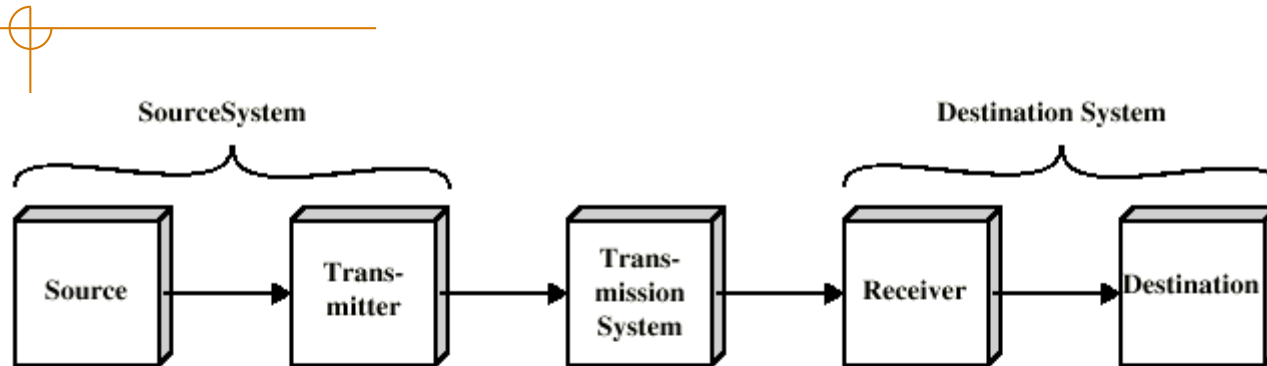 SourceSystem
Destination System
Source
Trans-
mitter
Trans-
mission
System
Receiver
Destination